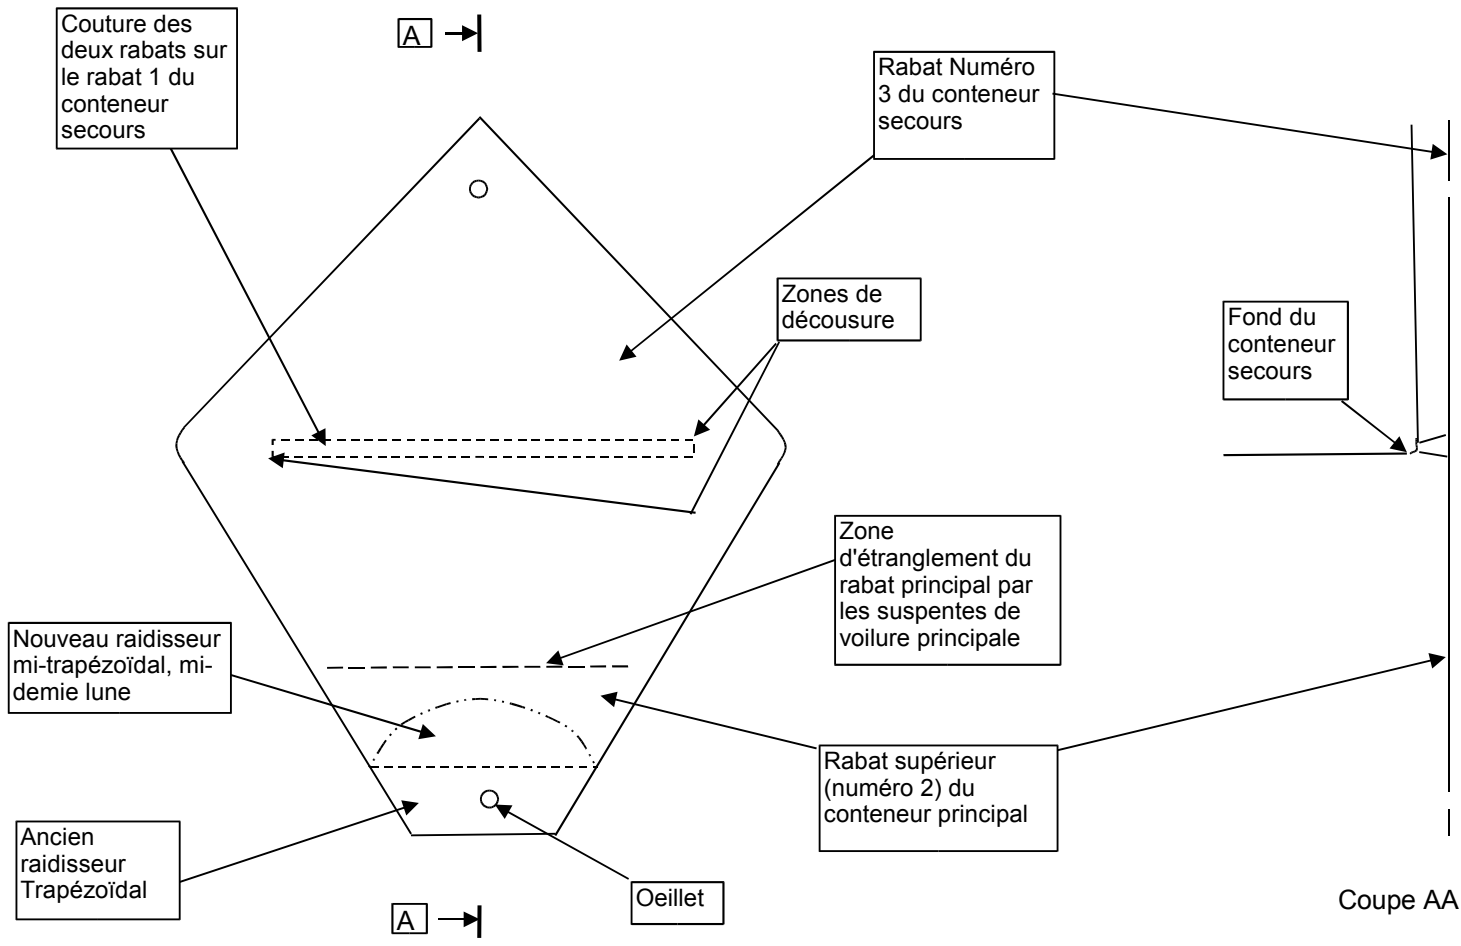 A
Couture des
deux rabats sur
le rabat 1 du
conteneur
secours
Rabat Numéro
3 du conteneur
secours
Zones de
décousure
Fond du
conteneur
secours
Zone
d'étranglement du
rabat principal par
les suspentes de
voilure principale
Nouveau raidisseur
mi-trapézoïdal, mi-
demie lune
Rabat supérieur
(numéro 2) du
conteneur principal
Ancien
raidisseur
Trapézoïdal
Oeillet
A
Coupe AA